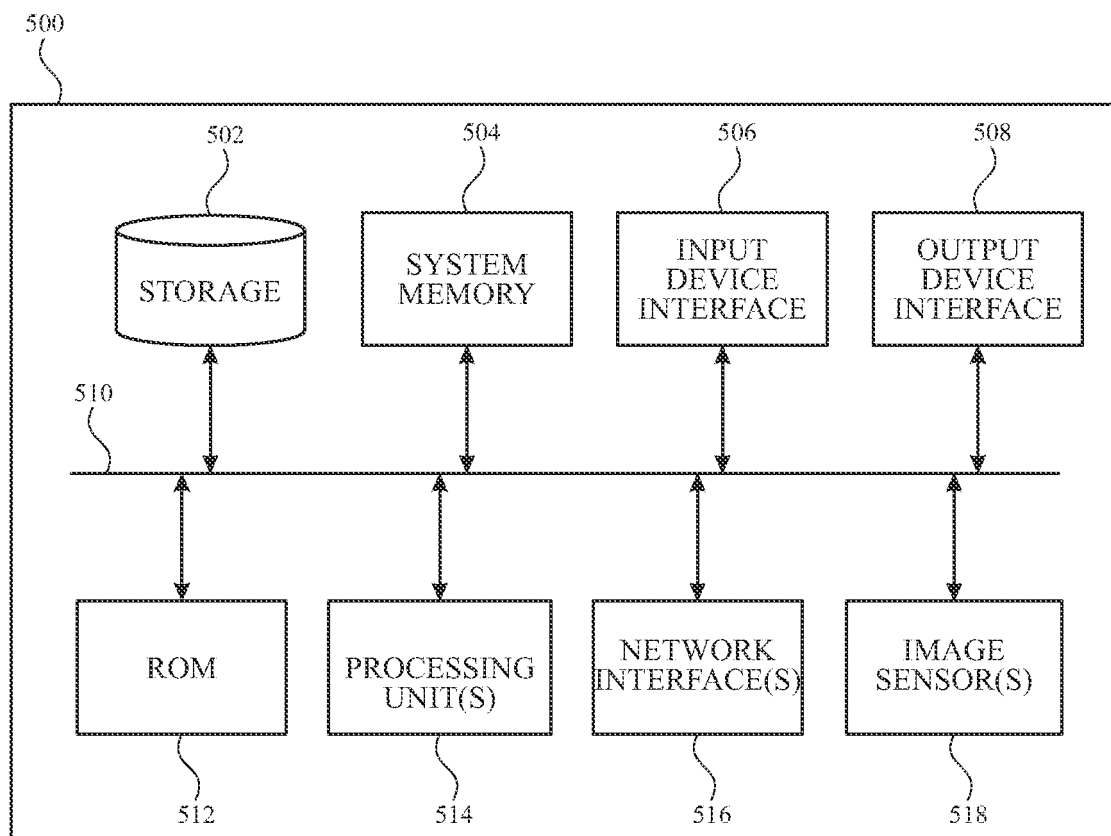 500
502
504
506
508
STORAGE
SYSTEM
MEMORY
INPUT
DEVICE
INTERFACE
OUTPUT
DEVICE
INTERFACE
510
ROM
PROCESSING
UNIT(S)
NETWORK
INTERFACE(S)
IMAGE
SENSOR(S)
512
514
516
518